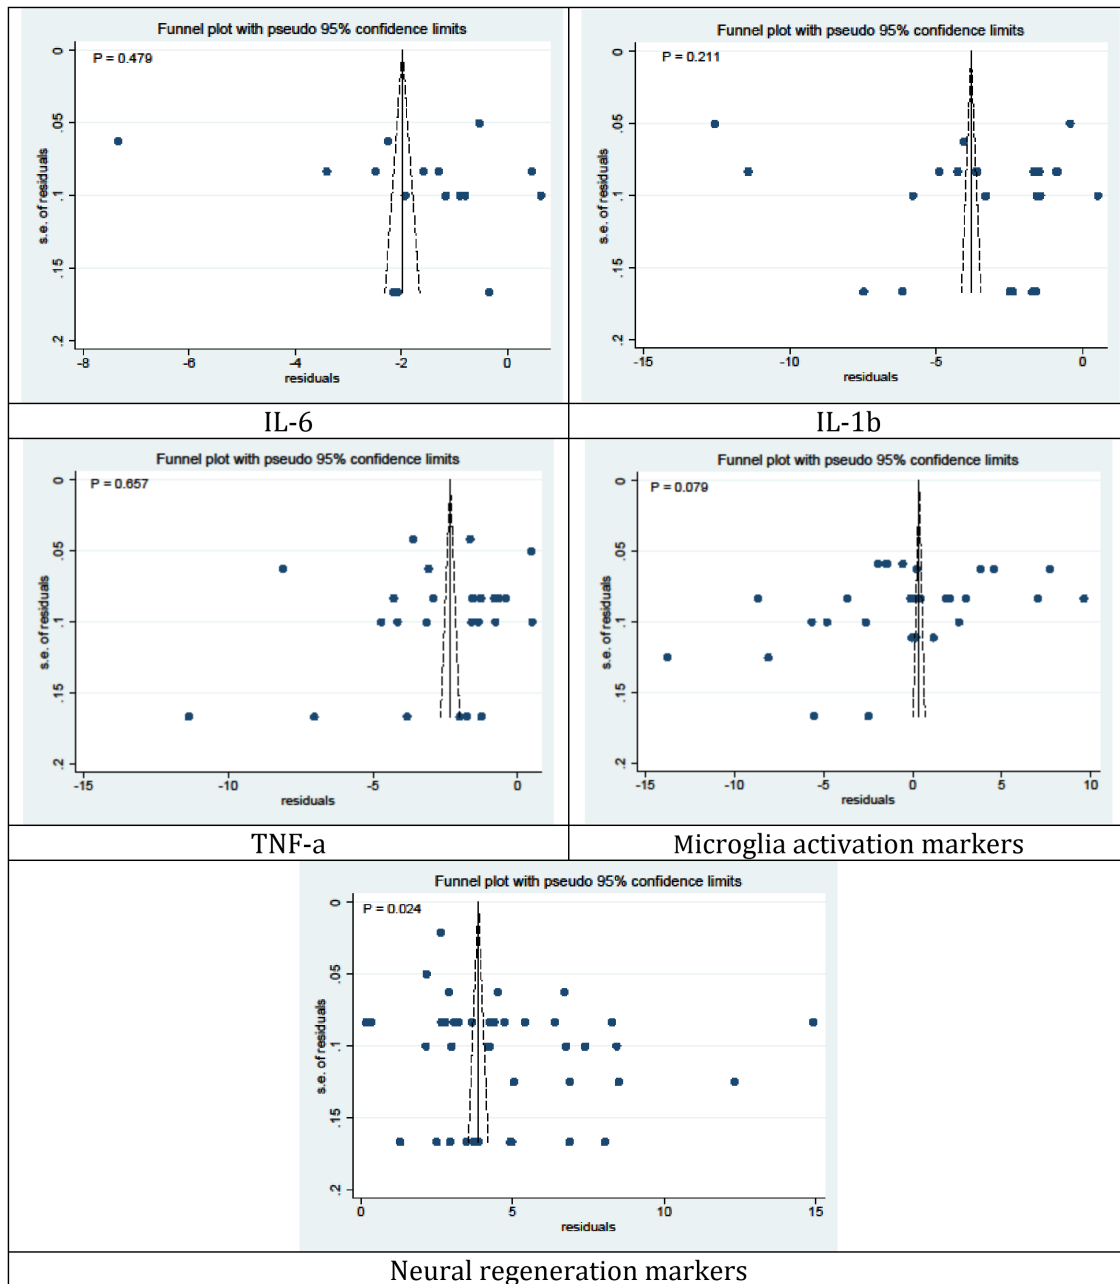 Funnel plot with pseudo 95% confidence limits
P = 0.479
s.e. of residuals
0
.05
.1
.15
.2
-8
-6
-4
-2
0
residuals
IL-6
Funnel plot with pseudo 95% confidence limits
P = 0.211
s.e. of residuals
0
.05
.1
.15
.2
-15
-10
-5
0
residuals
IL-1b
Funnel plot with pseudo 95% confidence limits
P = 0.657
s.e. of residuals
0
.05
.1
.15
.2
-15
-10
-5
0
residuals
TNF-a
Funnel plot with pseudo 95% confidence limits
P = 0.079
s.e. of residuals
0
.05
.1
.15
.2
-15
-10
-5
0
5
10
residuals
Microglia activation markers
Funnel plot with pseudo 95% confidence limits
P = 0.024
s.e. of residuals
0
.05
.1
.15
.2
0
5
10
15
residuals
Neural regeneration markers